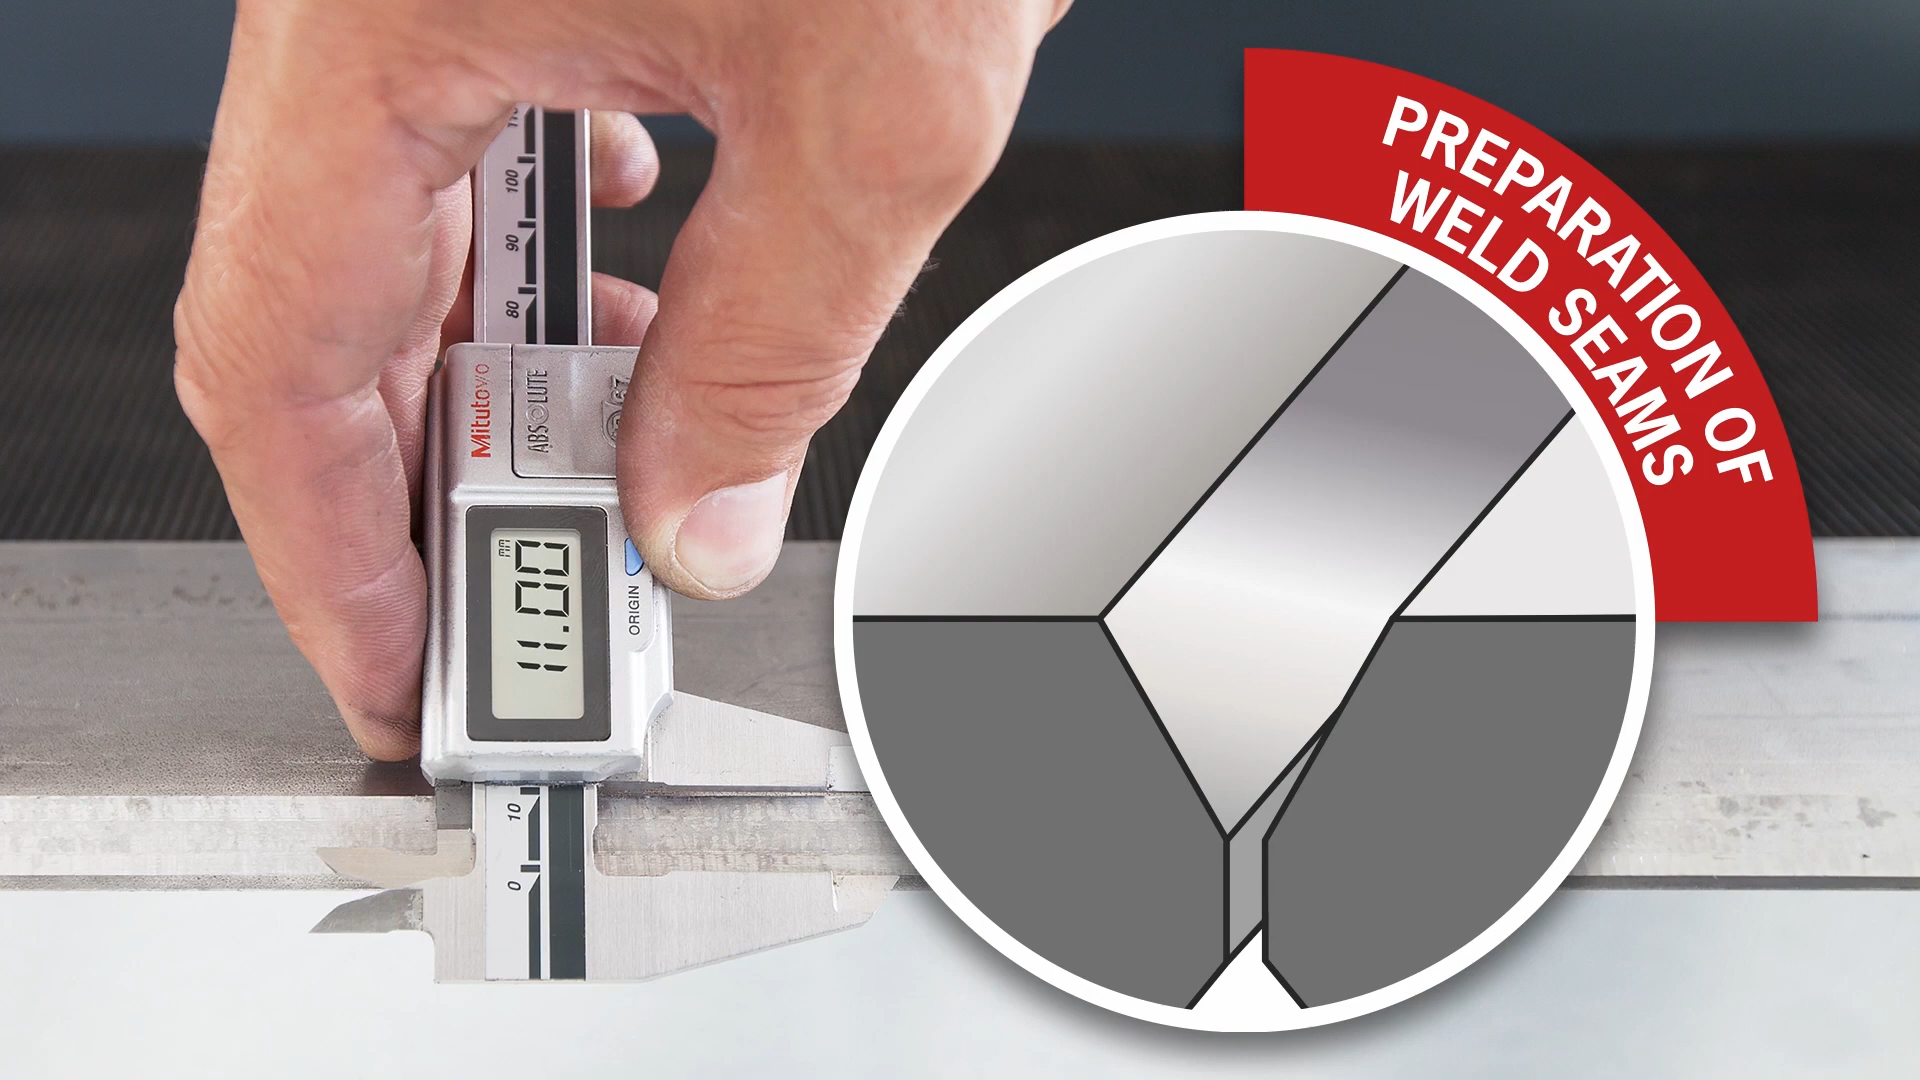 PREPARATION OF
WELD SEAMS
110
100
90
80
Mitutoyo
ABSOLUTE
mm
11.00
ORIGIN
10
0